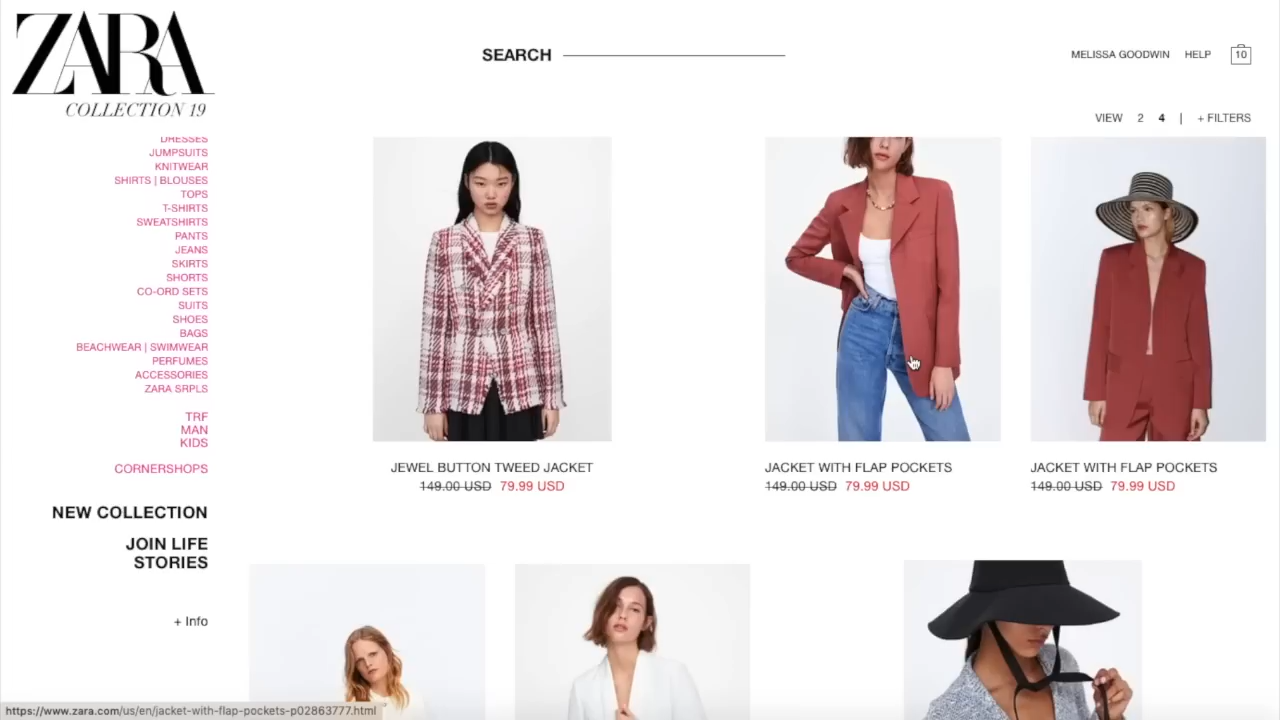 ZARA
COLLECTION 19
SEARCH
MELISSA GOODWIN HELP 10
VIEW 2 4 | + FILTERS
DRESSES
JUMPSUITS
KNITWEAR
SHIRTS | BLOUSES
TOPS
T-SHIRTS
SWEATSHIRTS
PANTS
JEANS
SKIRTS
SHORTS
CO-ORD SETS
SUITS
SHOES
BAGS
BEACHWEAR | SWIMWEAR
PERFUMES
ACCESSORIES
ZARA SRPLS
TRF
MAN
KIDS
CORNERSHOPS
NEW COLLECTION
JOIN LIFE
STORIES
+ Info
JEWEL BUTTON TWEED JACKET
149.00 USD 79.99 USD
JACKET WITH FLAP POCKETS
149.00 USD 79.99 USD
JACKET WITH FLAP POCKETS
149.00 USD 79.99 USD
https://www.zara.com/us/en/jacket-with-flap-pockets-p02863777.html